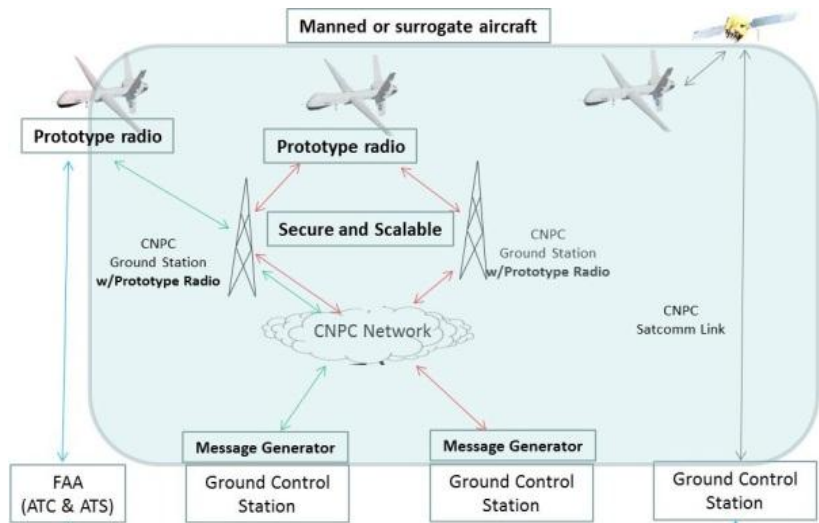 Manned or surrogate aircraft
Prototype radio
Prototype radio
Secure and Scalable
CNPC
Ground Station
w/Prototype Radio
CNPC
Ground Station
w/Prototype Radio
CNPC Network
CNPC
Satcomm Link
Message Generator
Message Generator
FAA
(ATC & ATS)
Ground Control
Station
Ground Control
Station
Ground Control
Station